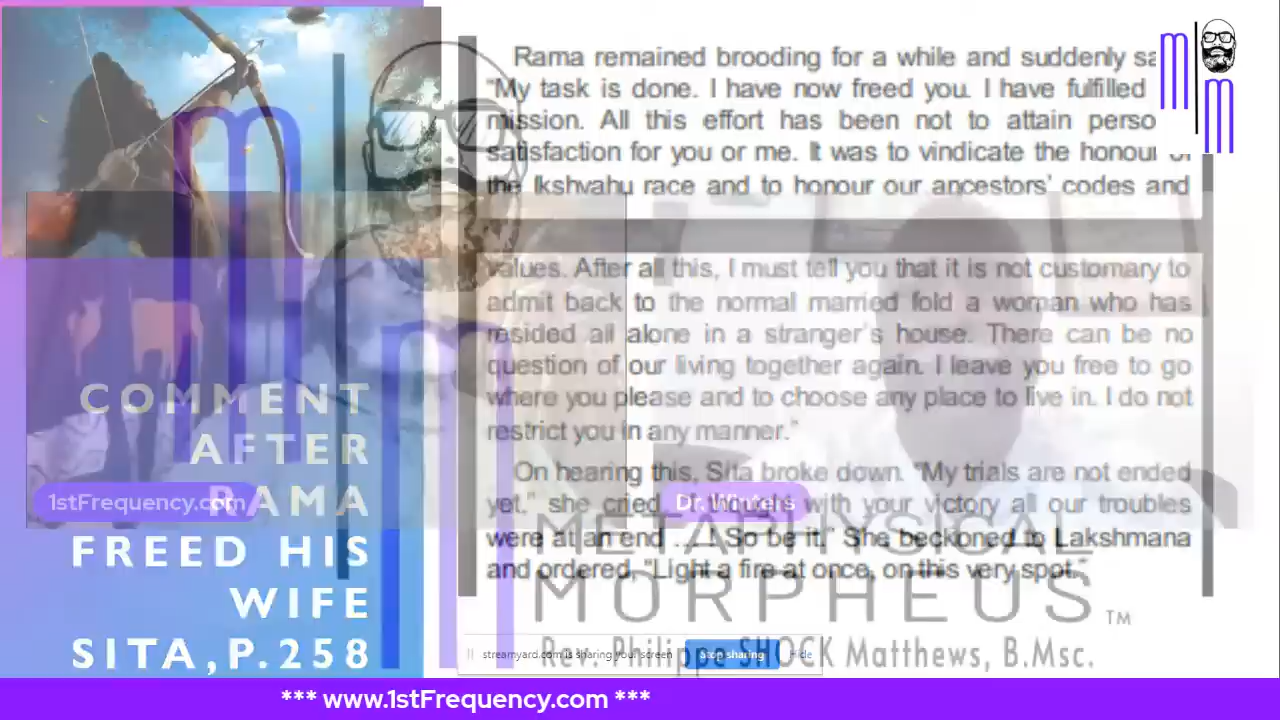 Rama remained brooding for a while and suddenly
"My task is done. I have now freed you. I have fulfilled
mission. All this effort has been not to attain
satisfaction for you or me. It was to vindicate the honour of
the Ikshvahu race and to honour our ancestors' codes and
values. After all this, I must tell you that it is not customary to
admit back to the normal married fold a woman who has
resided all alone in a stranger's house. There can be no
question of our living together again. I leave you free to go
where you please and to choose any place to live in. I do not
restrict you in any manner."
On hearing this, Sita broke down. "My trials are not ended
yet." she cried with your victory all our troubles
were at an end ... ! So be it." She beckoned to Lakshmana
and ordered, "Light a fire at once, on this very spot."
COMMENT
AFTER
RAMA
FREED HIS
WIFE
SITA, P.258
1stFrequency.com
Dr. Winters
METAPHYSICAL
MORPHEUS™
Rev. Philippe SHOCK Matthews, B.Msc.
streamyard.com is sharing your screen Stop sharing Hide
*** www.1stFrequency.com ***